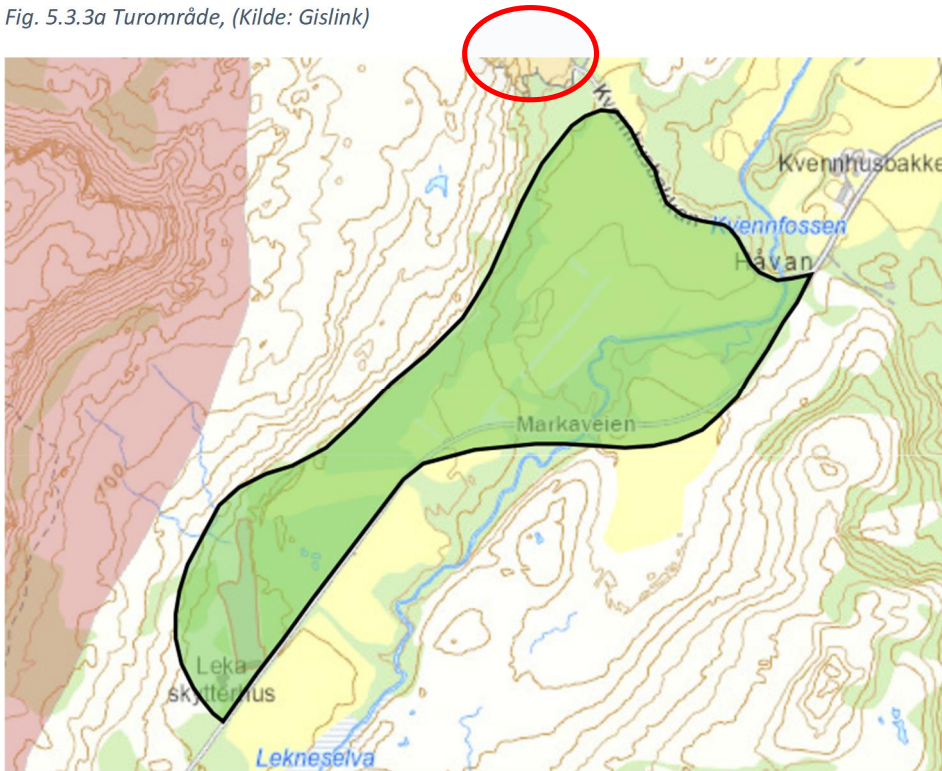 Fig. 5.3.3a Turområde, (Kilde: Gislink)
Kvennhusbakke
Kvennfossen
Håvan
Markaveien
100
Leka
skytterhus
Lekneselva